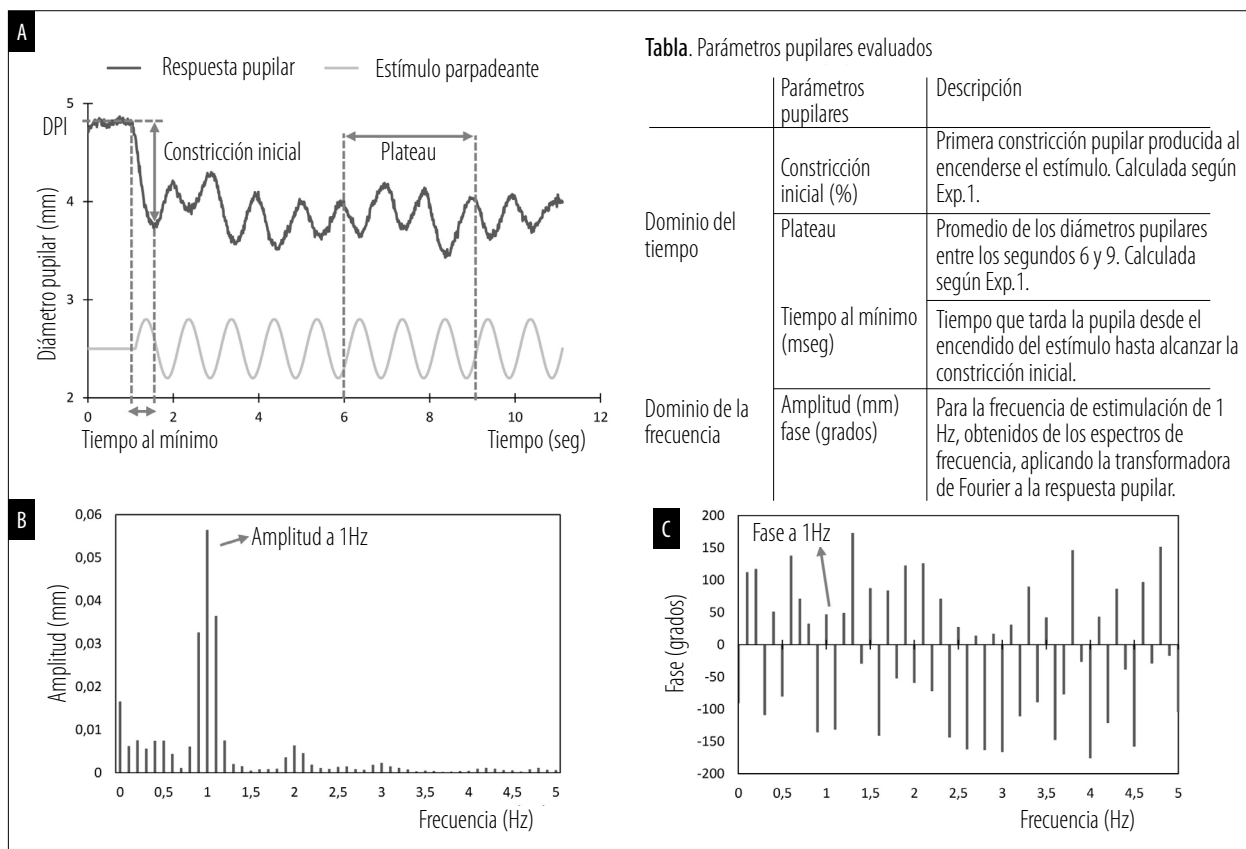 A
Respuesta pupilar
Estímulo parpadeante
5
DPI
Constricción inicial
Plateau
4
3
2
Diámetro pupilar (mm)
0
2
4
6
8
10
12
Tiempo al mínimo
Tiempo (seg)
Tabla. Parámetros pupilares evaluados
Parámetros
pupilares
Descripción
Dominio del
tiempo
Constricción
inicial (%)
Primera constricción pupilar producida al
encenderse el estímulo. Calculada según
Exp.1.
Plateau
Promedio de los diámetros pupilares
entre los segundos 6 y 9. Calculada
según Exp.1.
Tiempo al mínimo
(mseg)
Tiempo que tarda la pupila desde el
encendido del estímulo hasta alcanzar la
constricción inicial.
Dominio de la
frecuencia
Amplitud (mm)
fase (grados)
Para la frecuencia de estimulación de 1
Hz, obtenidos de los espectros de
frecuencia, aplicando la transformadora
de Fourier a la respuesta pupilar.
B
0,06
0,05
0,04
0,03
0,02
0,01
0
Amplitud (mm)
Amplitud a 1Hz
0
0,5
1
1,5
2
2,5
3
3,5
4
4,5
5
Frecuencia (Hz)
C
200
150
100
50
0
-50
-100
-150
-200
Fase (grados)
Fase a 1Hz
0
0,5
1
1,5
2
2,5
3
3,5
4
4,5
5
Frecuencia (Hz)